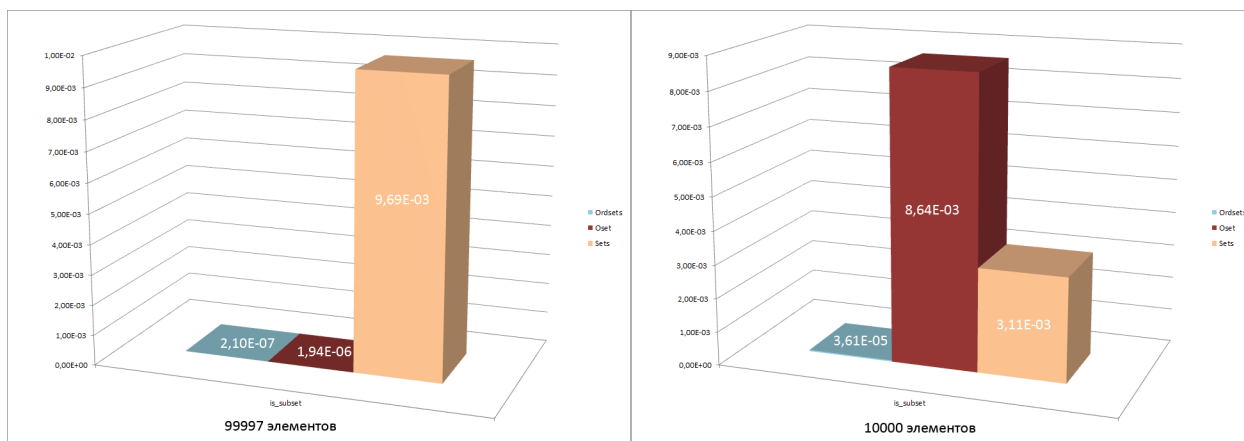 1,00E-02
9,00E-03
8,00E-03
7,00E-03
6,00E-03
5,00E-03
4,00E-03
3,00E-03
2,00E-03
1,00E-03
0,00E+00
2,10E-07
1,94E-06
9,69E-03
is_subset
99997 элементов
Ordsets
Oset
Sets
9,00E-03
8,00E-03
7,00E-03
6,00E-03
5,00E-03
4,00E-03
3,00E-03
2,00E-03
1,00E-03
0,00E+00
3,61E-05
8,64E-03
3,11E-03
is_subset
10000 элементов
Ordsets
Oset
Sets